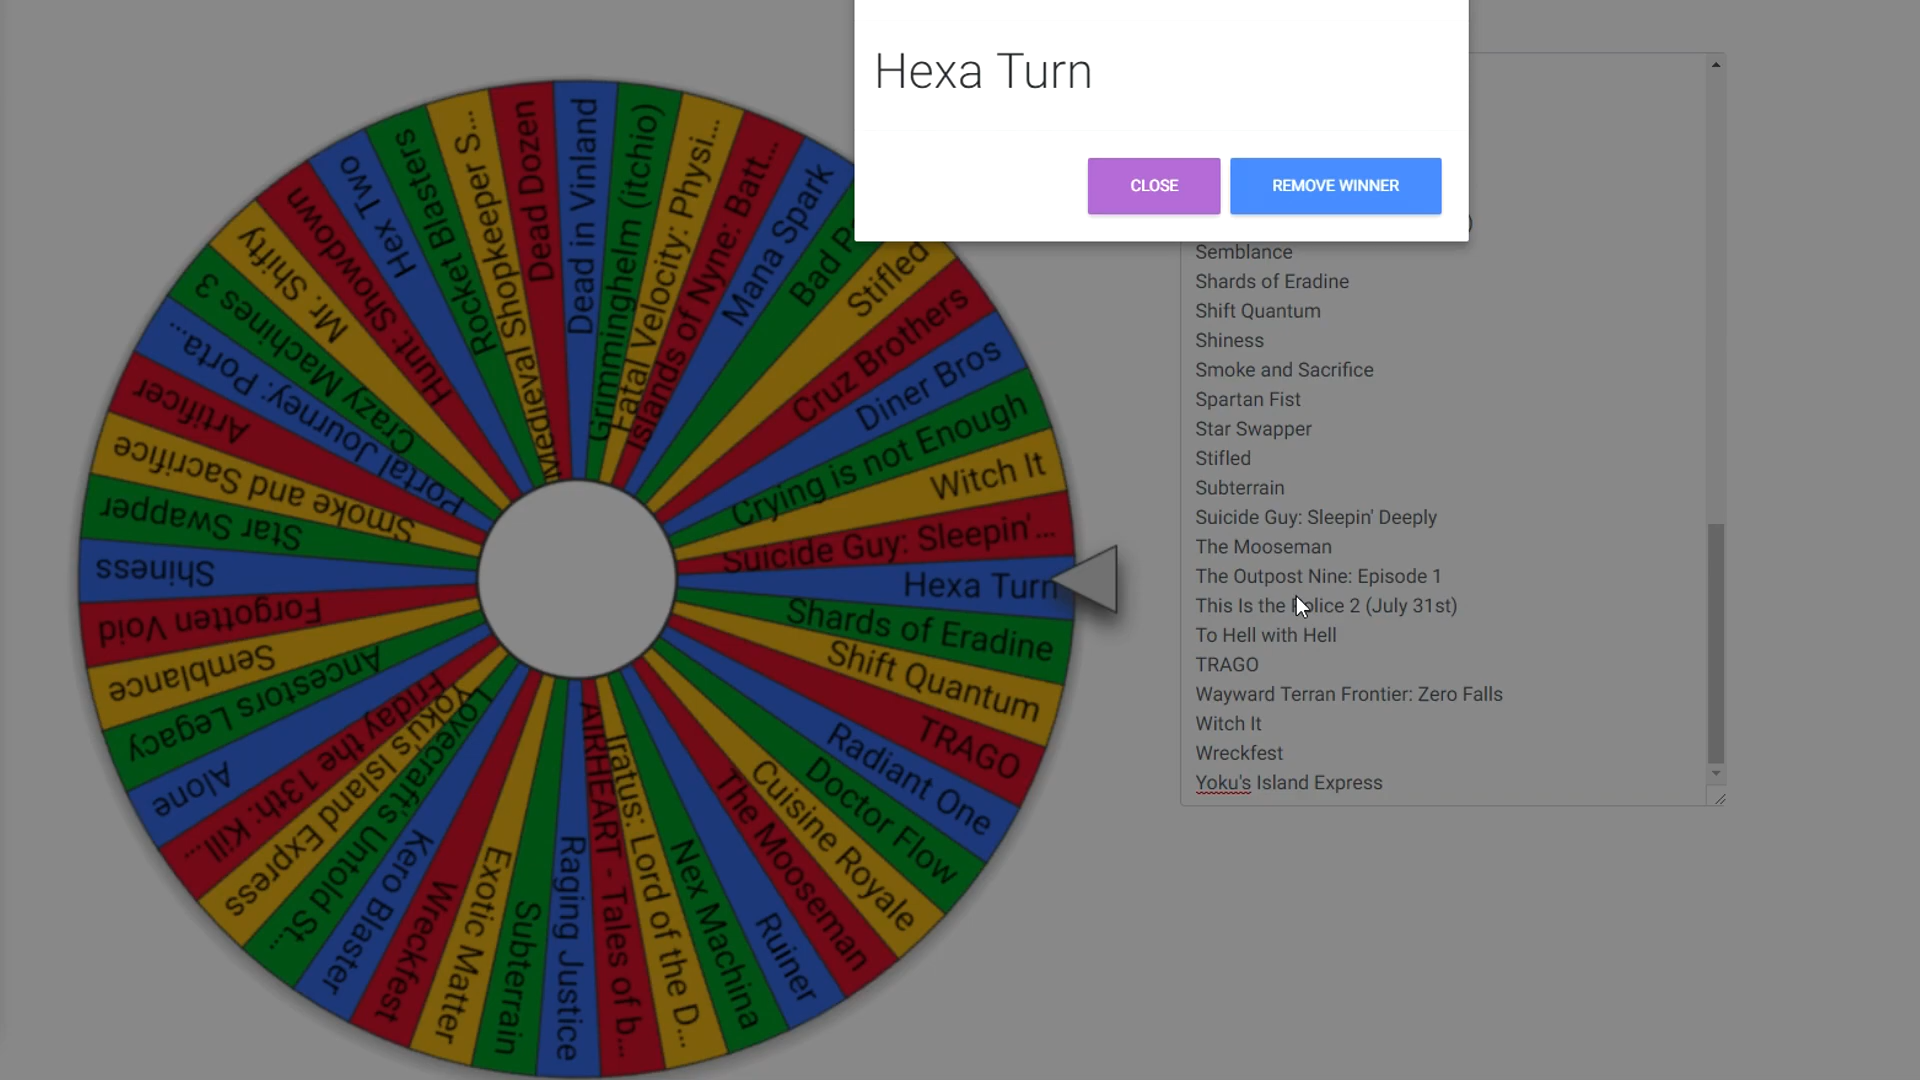 Hexa Turn
CLOSE
REMOVE WINNER
)
Semblance
Shards of Eradine
Shift Quantum
Shiness
Smoke and Sacrifice
Spartan Fist
Star Swapper
Stifled
Subterrain
Suicide Guy: Sleepin' Deeply
The Mooseman
The Outpost Nine: Episode 1
This Is the Police 2 (July 31st)
To Hell with Hell
TRAGO
Wayward Terran Frontier: Zero Falls
Witch It
Wreckfest
Yoku's Island Express
Dead in Vinland
Grimminghelm (itchio)
Fatal Velocity: Physi...
Islands of Nyne: Batt...
Mana Spark
Bad
Stifled
Cruz Brothers
Diner Bros
Crying is not Enough
Witch It
Suicide Guy: Sleepin'...
Hexa Turn
Shards of Eradine
Shift Quantum
TRAGO
Radiant One
Doctor Flow
Cuisine Royale
The Mooseman
Ruiner
Nex Machina
Iratus: Lord of the D...
AIRHEART - Tales of b...
Raging Justice
Subterrain
Exotic Matter
Wreckfest
Kero Blaster
Lovecraft's Untold St...
Yoku's Island Express
Friday the 13th: Kill...
Alone
Ancestors Legacy
Semblance
Forgotten Void
Shiness
Star Swapper
Smoke and Sacrifice
Artificer
Portal Journey: Porta...
Crazy Machines 3
Mr. Shifty
Hunt: Showdown
Hex Two
Rocket Blasters
Medieval Shopkeeper S...
Dead Dozen